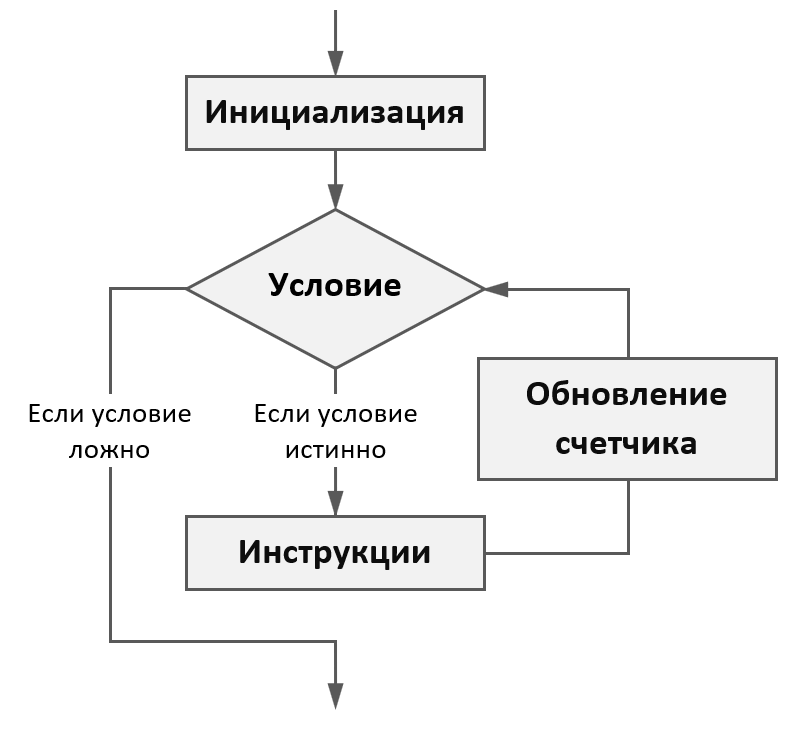 Инициализация
Условие
Если условие
ложно
Если условие
истинно
Обновление
счетчика
Инструкции